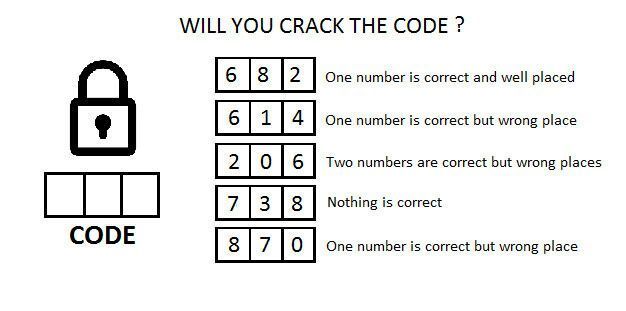 WILL YOU CRACK THE CODE ?
6 8 2 One number is correct and well placed
6 1 4 One number is correct but wrong place
2 0 6 Two numbers are correct but wrong places
7 3 8 Nothing is correct
8 7 0 One number is correct but wrong place
CODE